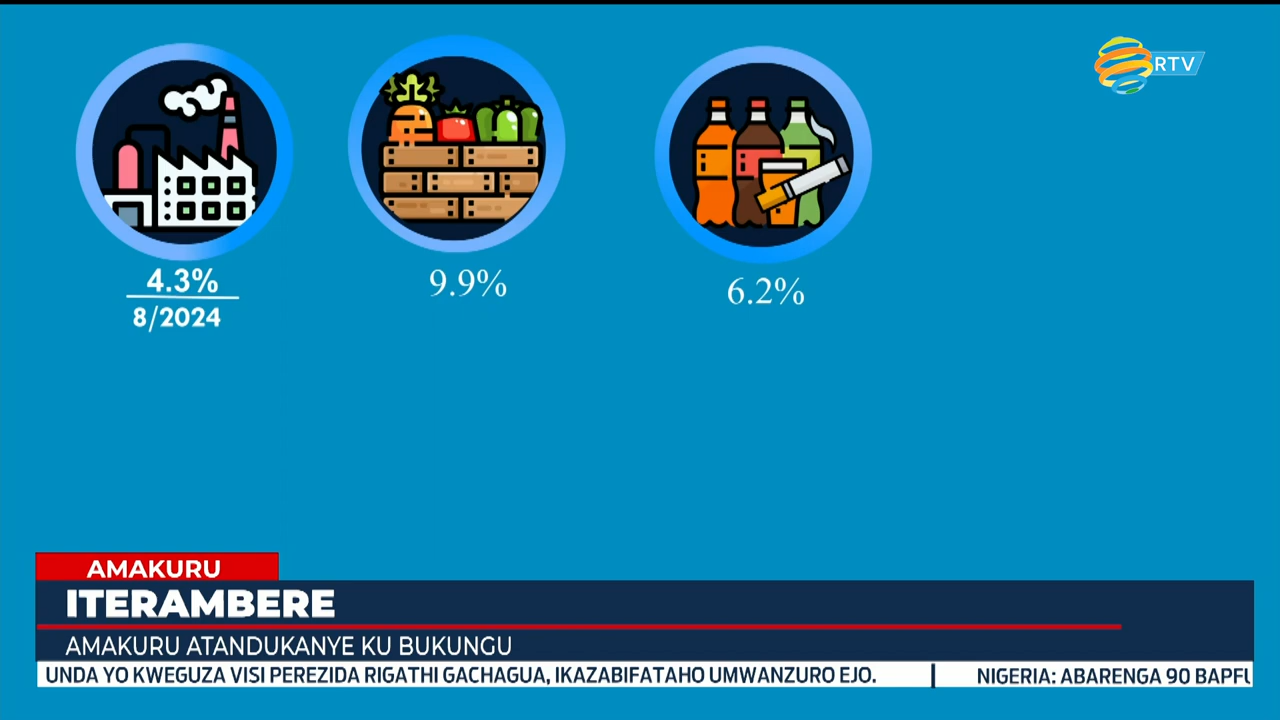 RTV
4.3%
8/2024
9.9%
6.2%
AMAKURU
ITERAMBERE
AMAKURU ATANDUKANYE KU BUKUNGU
UNDA YO KWEGUZA VISI PEREZIDA RIGATHI GACHAGUA, IKAZABIFATAHO UMWANZURO EJO. NIGERIA: ABARENGA 90 BAPFU